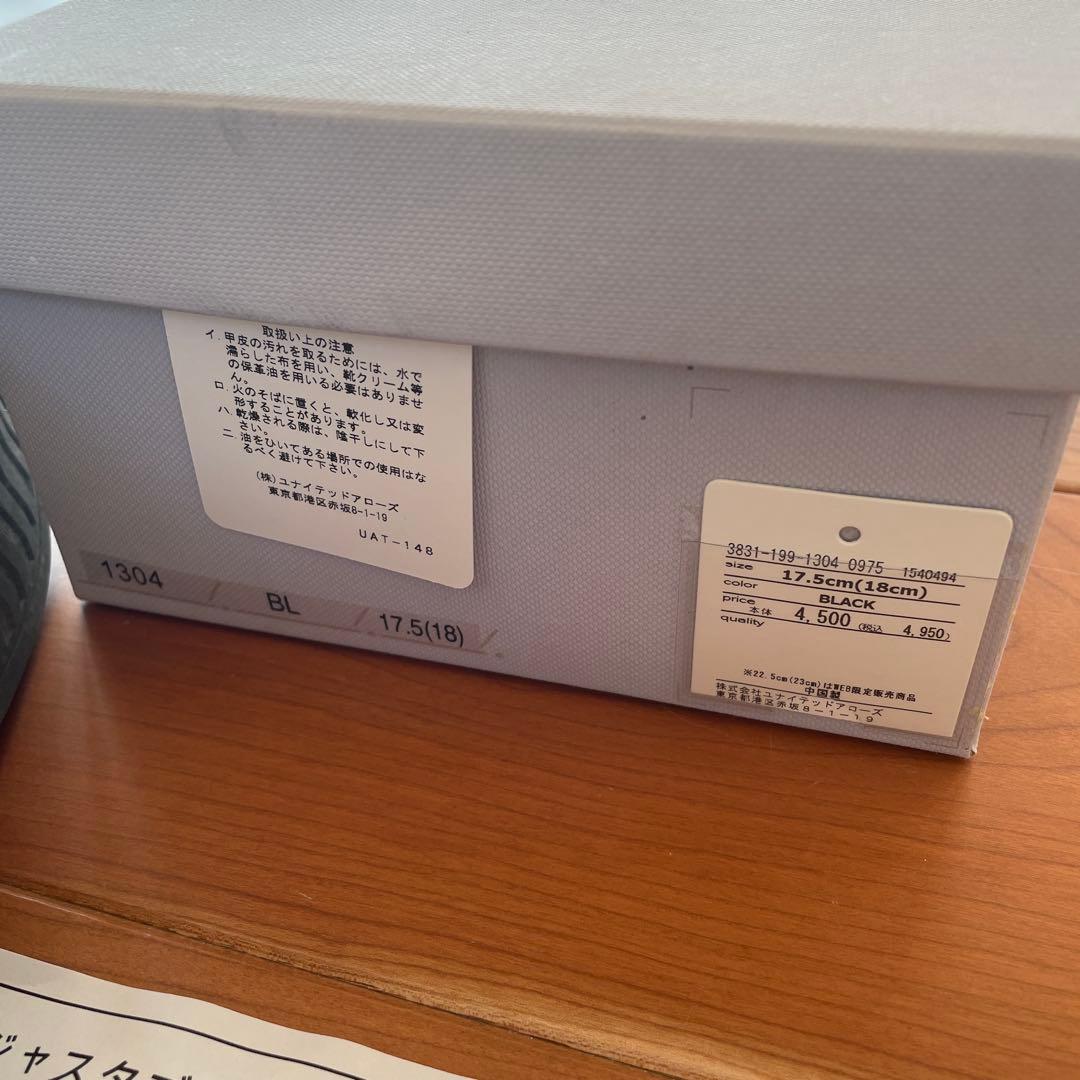 取扱い上の注意
イ.甲皮の汚れを取るためには、水で
濡らした布を用い、靴クリーム等
の保革油を用いる必要はありませ
ん。
ロ.火のそばに置くと、軟化し又は変
形することがあります。
ハ.乾燥される際は、陰干しにして下
さい。
ニ.油をひいてある場所での使用はな
るべく避けて下さい。
(株)ユナイテッドアローズ
東京都港区赤坂8-1-19
UAT-148
1304 BL 17.5(18)
3831-199-1304 0975 1540494
size 17.5cm(18cm)
color BLACK
price 本体 4,500 (税込 4,950)
quality
※22.5cm(23cm)はWEB限定販売商品
中国製
株式会社ユナイテッドアローズ
東京都港区赤坂8-1-19
ジャスタブ